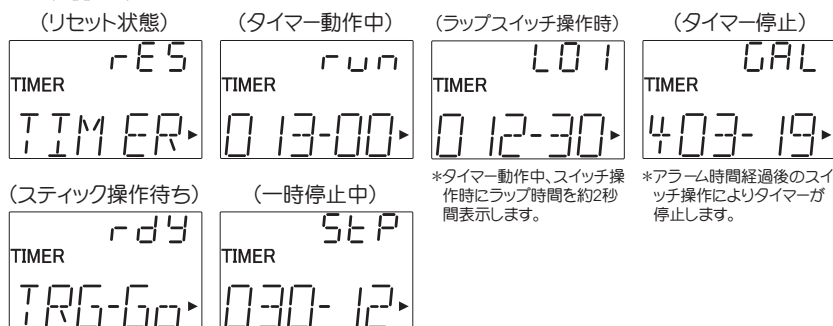 (リセット状態)
rES
TIMER
TIMER
(タイマー動作中)
run
TIMER
013-00
(ラップスイッチ操作時)
L01
TIMER
012-30
*タイマー動作中、スイッチ操
作時にラップ時間を約2秒
間表示します。
(タイマー停止)
GAL
TIMER
403-19
*アラーム時間経過後のスイ
ッチ操作によりタイマーが
停止します。
(スティック操作待ち)
rdy
TIMER
TRG-Go
(一時停止中)
StP
TIMER
030-12